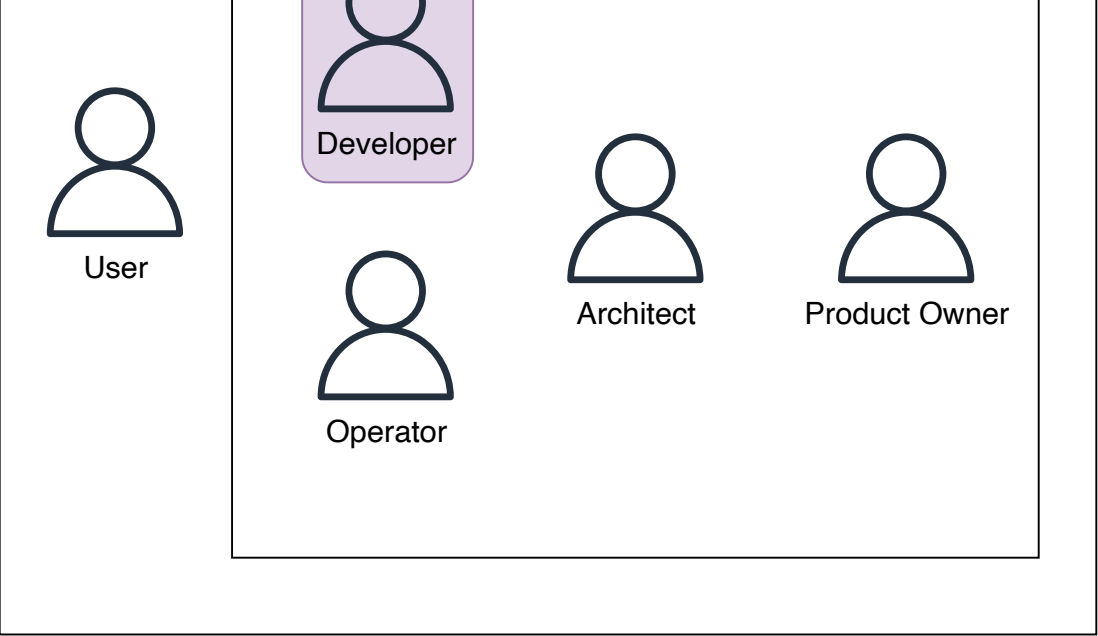 Developer
User
Architect
Product Owner
Operator